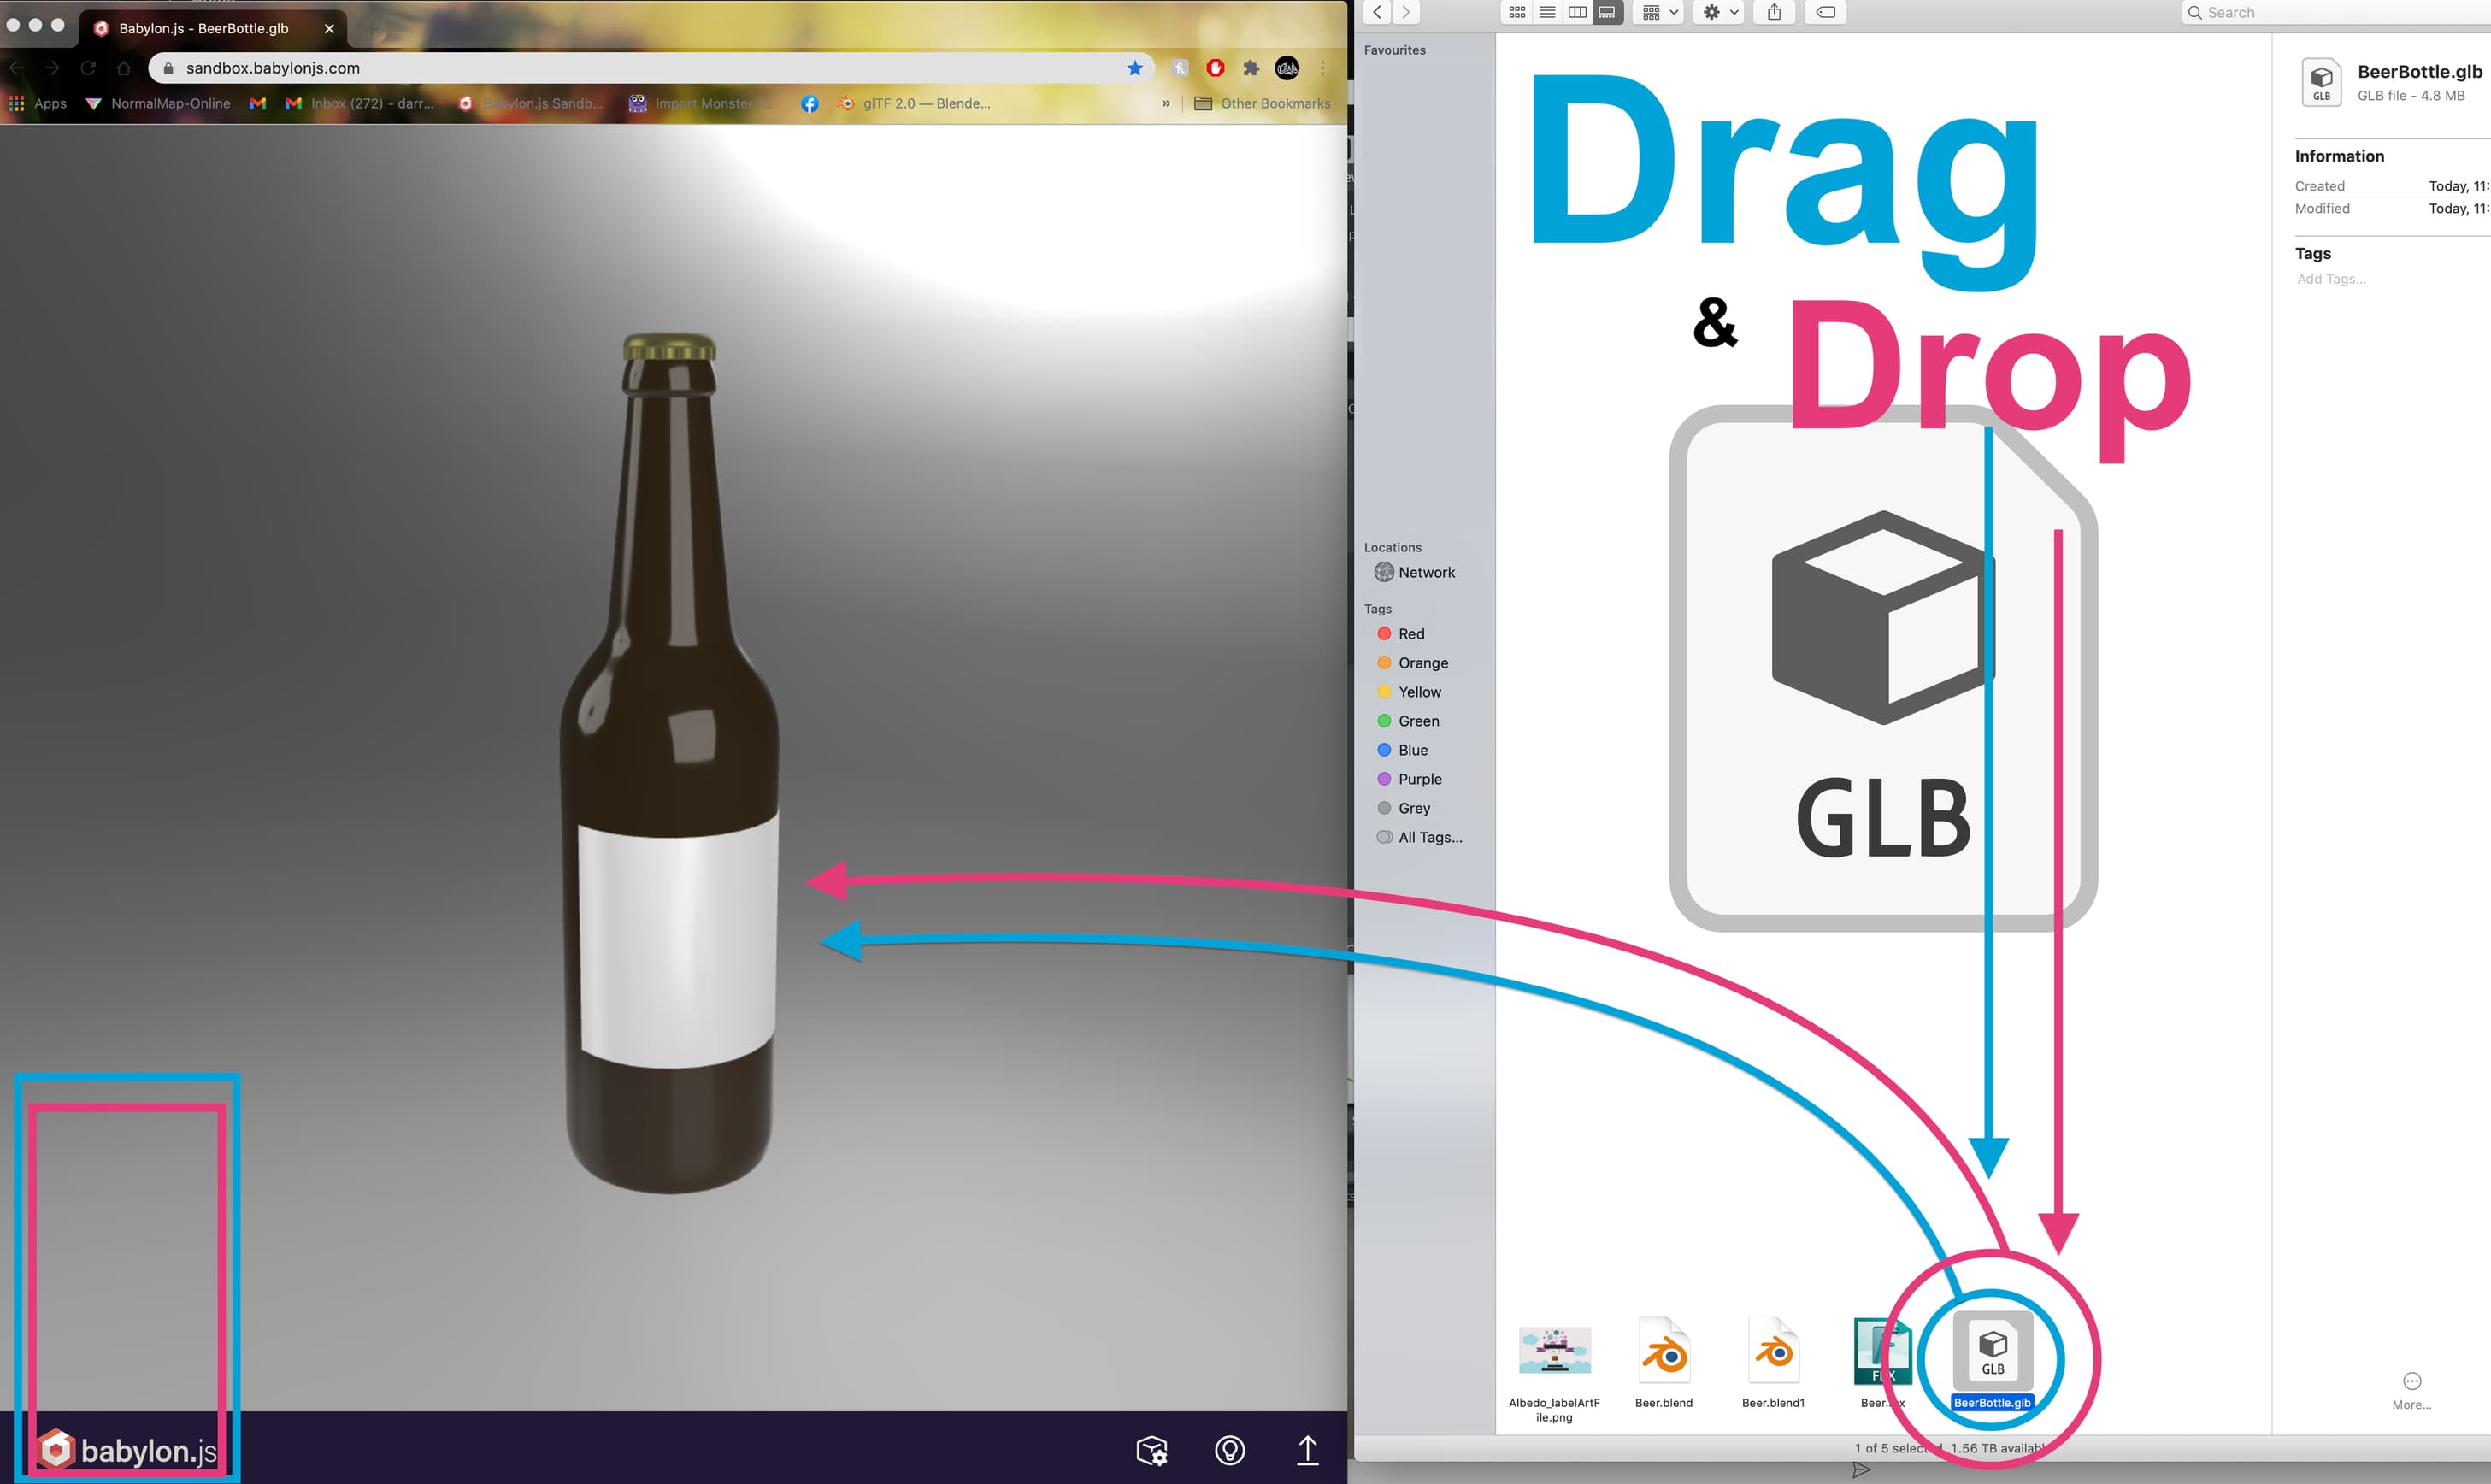 Babylon.js - BeerBottle.glb
sandbox.babylonjs.com
Apps
NormalMap-Online
Inbox (272) - darr...
Babylon.js Sandb...
Import Monster
glTF 2.0 — Blende...
»
Other Bookmarks
babylon.js
Search
Favourites
Locations
Network
Tags
Red
Orange
Yellow
Green
Blue
Purple
Grey
All Tags...
Drag
& Drop
GLB
Albedo_labelArtF
ile.png
Beer.blend
Beer.blend1
GLB
BeerBottle.glb
1 of 5 selected, 1.56 TB available
GLB
BeerBottle.glb
GLB file - 4.8 MB
Information
Created Today, 11:
Modified Today, 11:
Tags
Add Tags...
More...